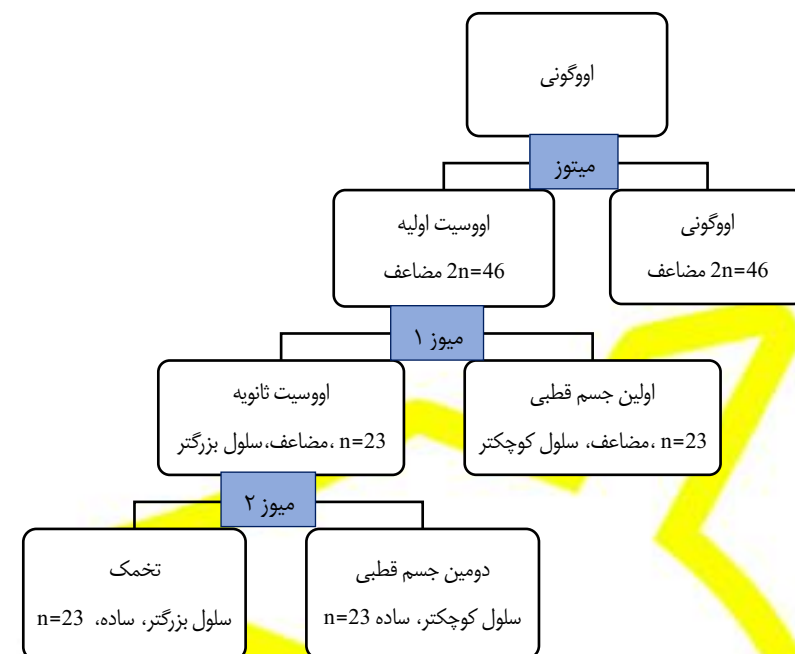 اووگونی
میتوز
اووسیت اولیه
2n=46 مضاعف
اووگونی
2n=46 مضاعف
میوز ۱
اووسیت ثانویه
n=23 ،مضاعف،سلول بزرگتر
اولین جسم قطبی
n=23 ،مضاعف، سلول کوچکتر
میوز ۲
تخمک
سلول بزرگتر، ساده، n=23
دومین جسم قطبی
سلول کوچکتر، ساده n=23